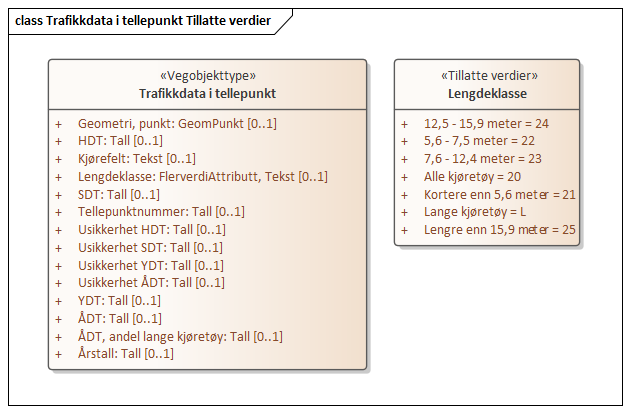 class Trafikkdata i tellepunkt Tillatte verdier
«Vegobjekttype»
Trafikkdata i tellepunkt
+ Geometri, punkt: GeomPunkt [0..1]
+ HDT: Tall [0..1]
+ Kjørefelt: Tekst [0..1]
+ Lengdeklasse: FlerverdiAttributt, Tekst [0..1]
+ SDT: Tall [0..1]
+ Tellepunktnummer: Tall [0..1]
+ Usikkerhet HDT: Tall [0..1]
+ Usikkerhet SDT: Tall [0..1]
+ Usikkerhet YDT: Tall [0..1]
+ Usikkerhet ÅDT: Tall [0..1]
+ YDT: Tall [0..1]
+ ÅDT: Tall [0..1]
+ ÅDT, andel lange kjøretøy: Tall [0..1]
+ Årstall: Tall [0..1]
«Tillatte verdier»
Lengdeklasse
+ 12,5 - 15,9 meter = 24
+ 5,6 - 7,5 meter = 22
+ 7,6 - 12,4 meter = 23
+ Alle kjøretøy = 20
+ Kortere enn 5,6 meter = 21
+ Lange kjøretøy = L
+ Lengre enn 15,9 meter = 25